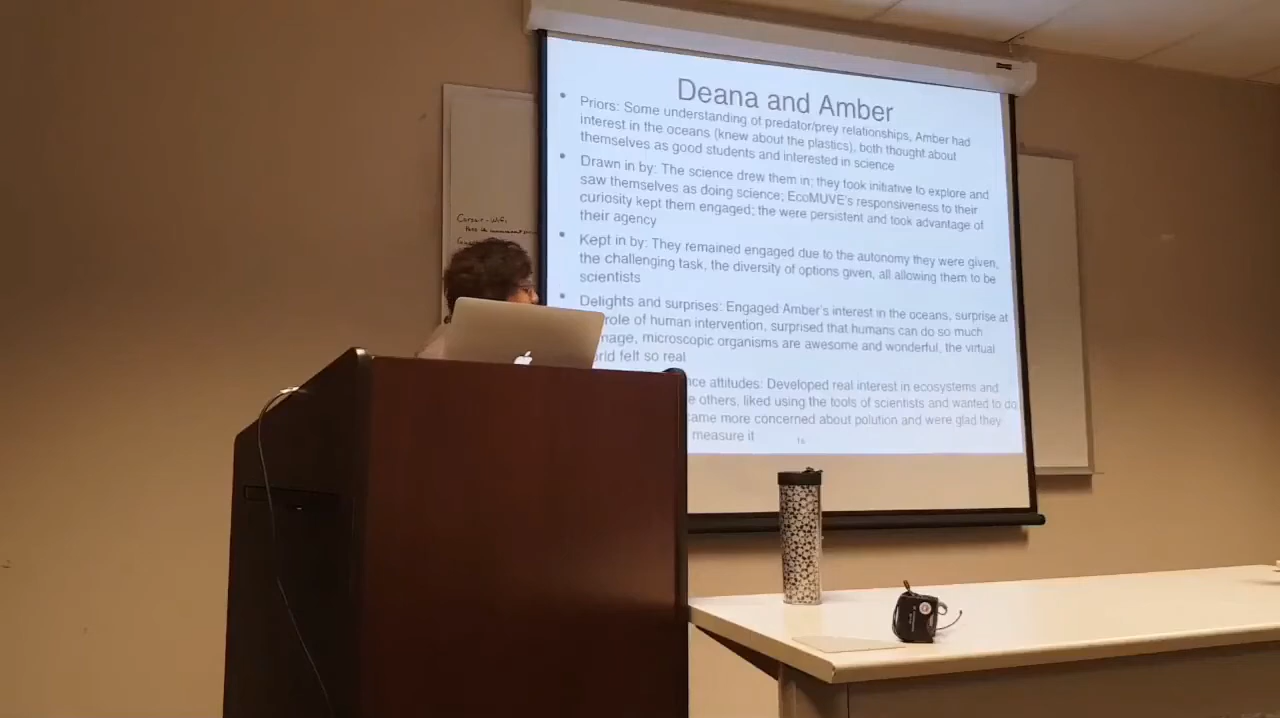 Deana and Amber
• Priors: Some understanding of predator/prey relationships, Amber had
interest in the oceans (knew about the plastics), both thought about
themselves as good students and interested in science
• Drawn in by: The science drew them in; they took initiative to explore and
saw themselves as doing science; EcoMUVE's responsiveness to their
curiosity kept them engaged; the were persistent and took advantage of
their agency
• Kept in by: They remained engaged due to the autonomy they were given,
the challenging task, the diversity of options given, all allowing them to be
scientists
• Delights and surprises: Engaged Amber's interest in the oceans, surprise at
role of human intervention, surprised that humans can do so much
mage, microscopic organisms are awesome and wonderful, the virtual
rld felt so real
nce attitudes: Developed real interest in ecosystems and
e others, liked using the tools of scientists and wanted to do
ame more concerned about polution and were glad they
measure it